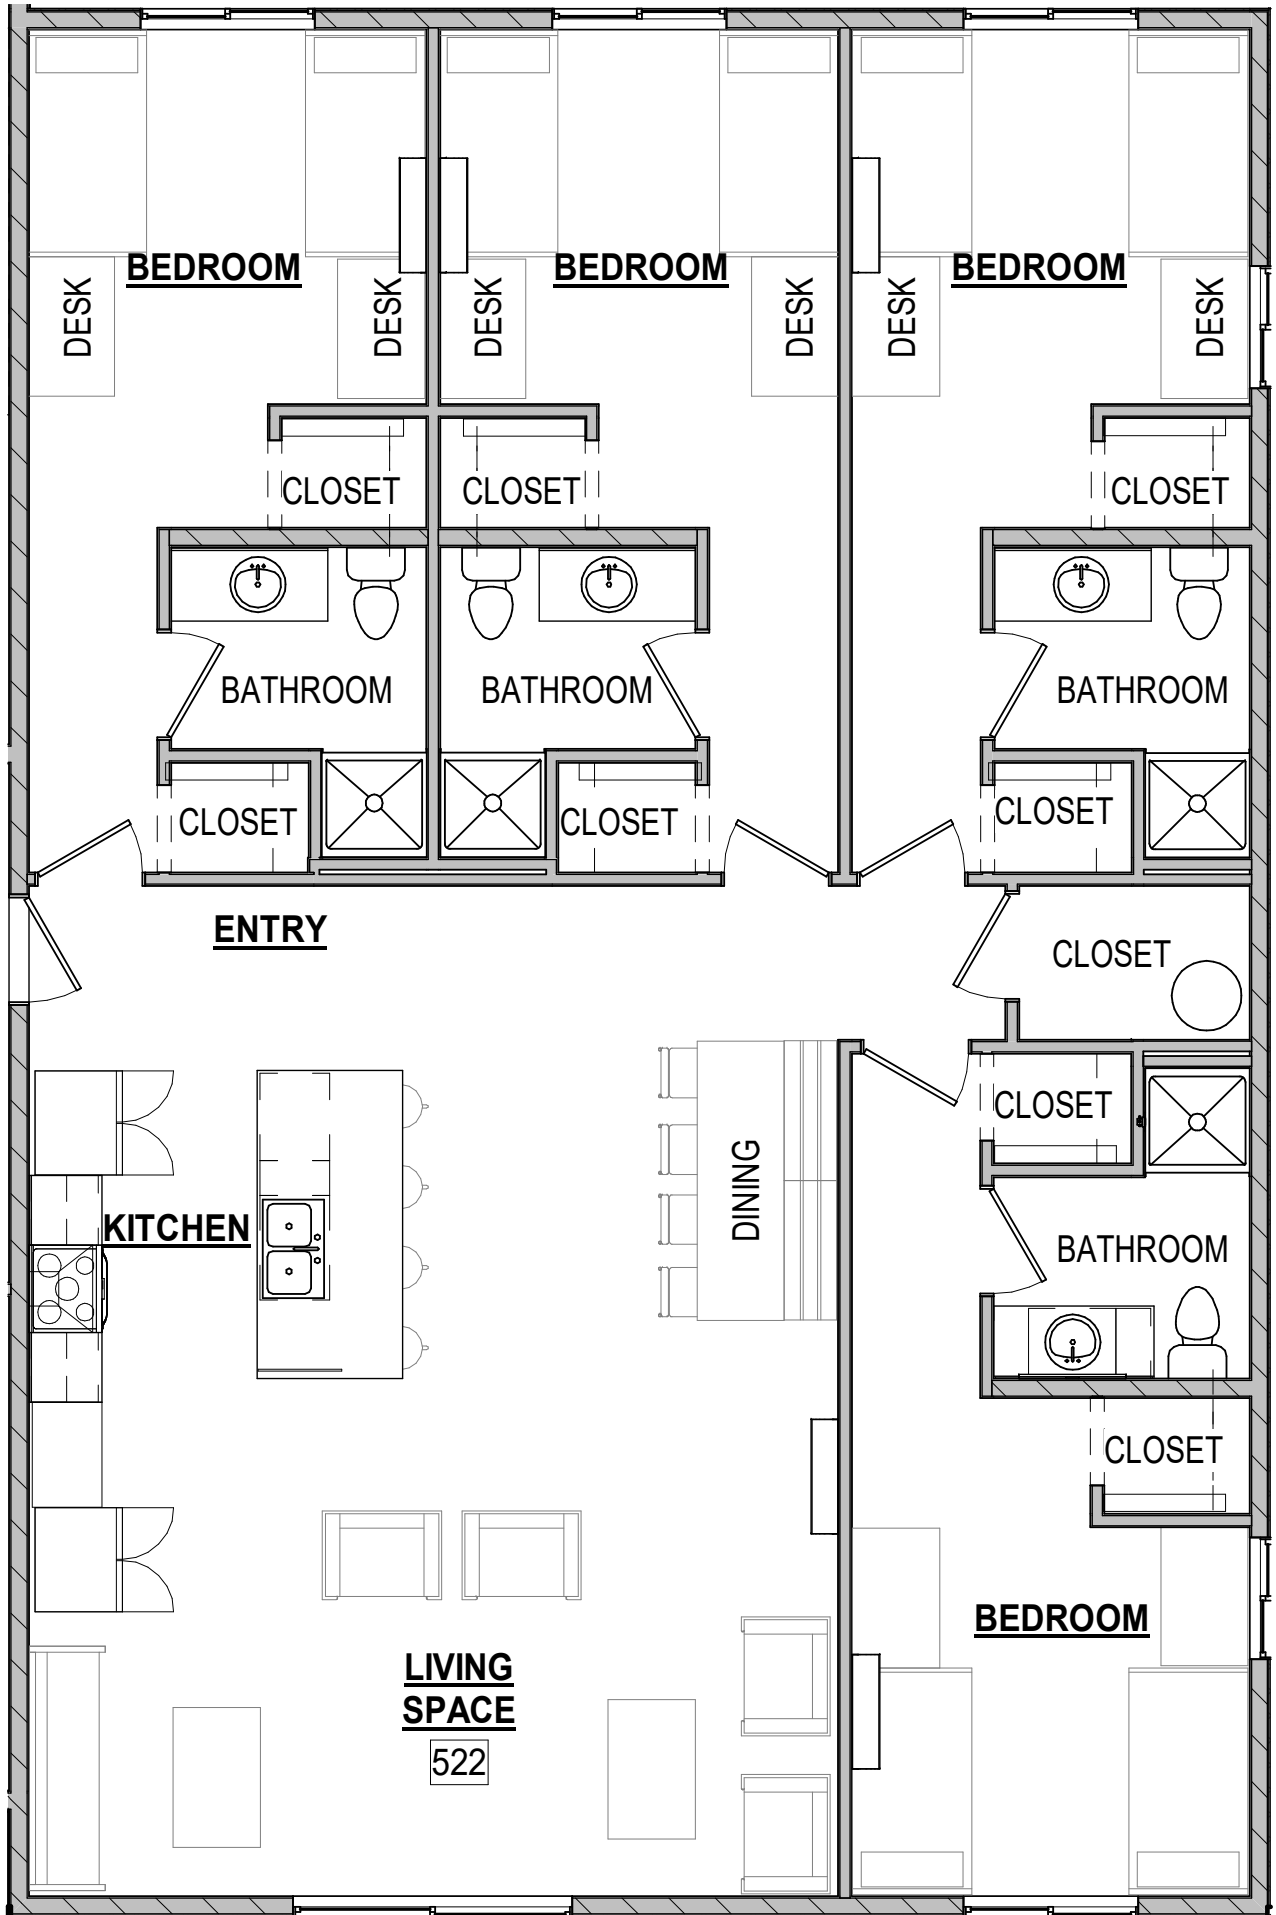 BEDROOM
BEDROOM
BEDROOM
DESK
DESK
DESK
DESK
DESK
DESK
CLOSET
CLOSET
CLOSET
BATHROOM
BATHROOM
BATHROOM
CLOSET
CLOSET
CLOSET
ENTRY
CLOSET
CLOSET
DINING
KITCHEN
BATHROOM
CLOSET
BEDROOM
LIVING
SPACE
522